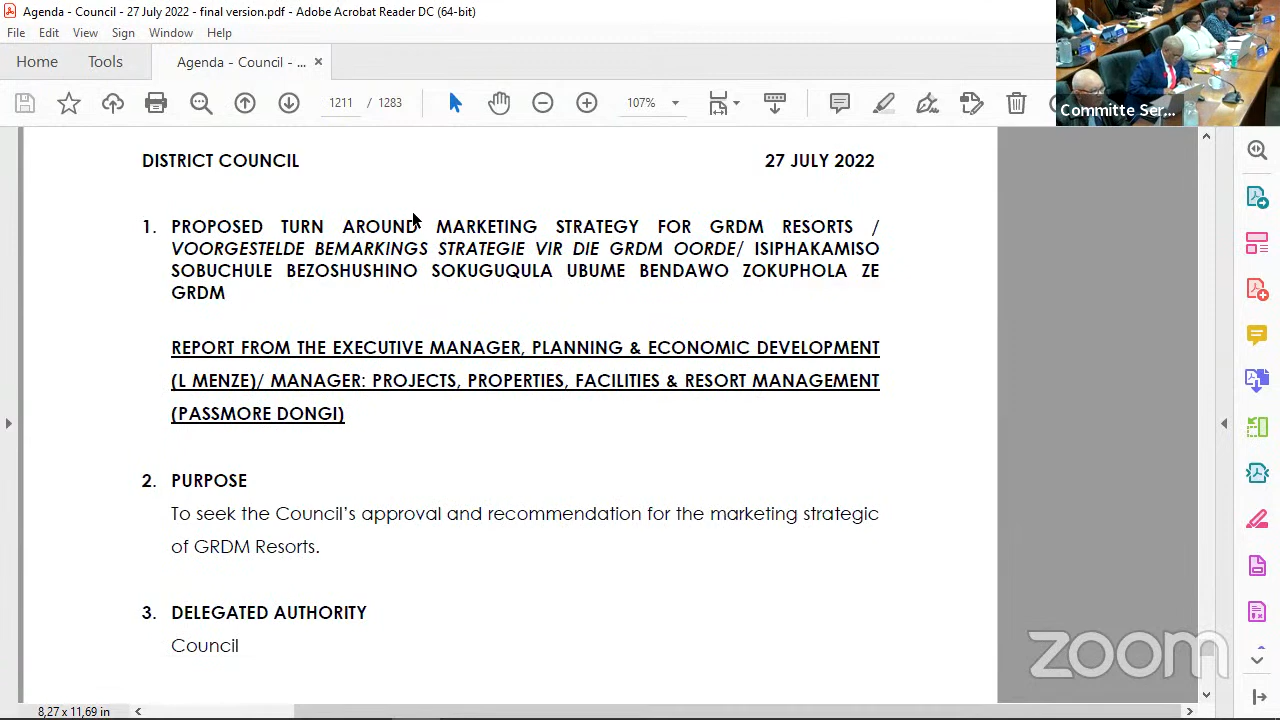 Agenda - Council - 27 July 2022 - final version.pdf - Adobe Acrobat Reader DC (64-bit)
File Edit View Sign Window Help
Home Tools Agenda - Council - ... ×
1211 / 1283 107%
Committe Ser...
DISTRICT COUNCIL 27 JULY 2022
1. PROPOSED TURN AROUND MARKETING STRATEGY FOR GRDM RESORTS /
VOORGESTELDE BEMARKINGS STRATEGIE VIR DIE GRDM OORDE/ ISIPHAKAMISO
SOBUCHULE BEZOSHUSHINO SOKUGUQULA UBUME BENDAWO ZOKUPHOLA ZE
GRDM
REPORT FROM THE EXECUTIVE MANAGER, PLANNING & ECONOMIC DEVELOPMENT
(L MENZE)/ MANAGER: PROJECTS, PROPERTIES, FACILITIES & RESORT MANAGEMENT
(PASSMORE DONGI)
2. PURPOSE
To seek the Council's approval and recommendation for the marketing strategic
of GRDM Resorts.
3. DELEGATED AUTHORITY
Council
zoom
8,27 x 11,69 in